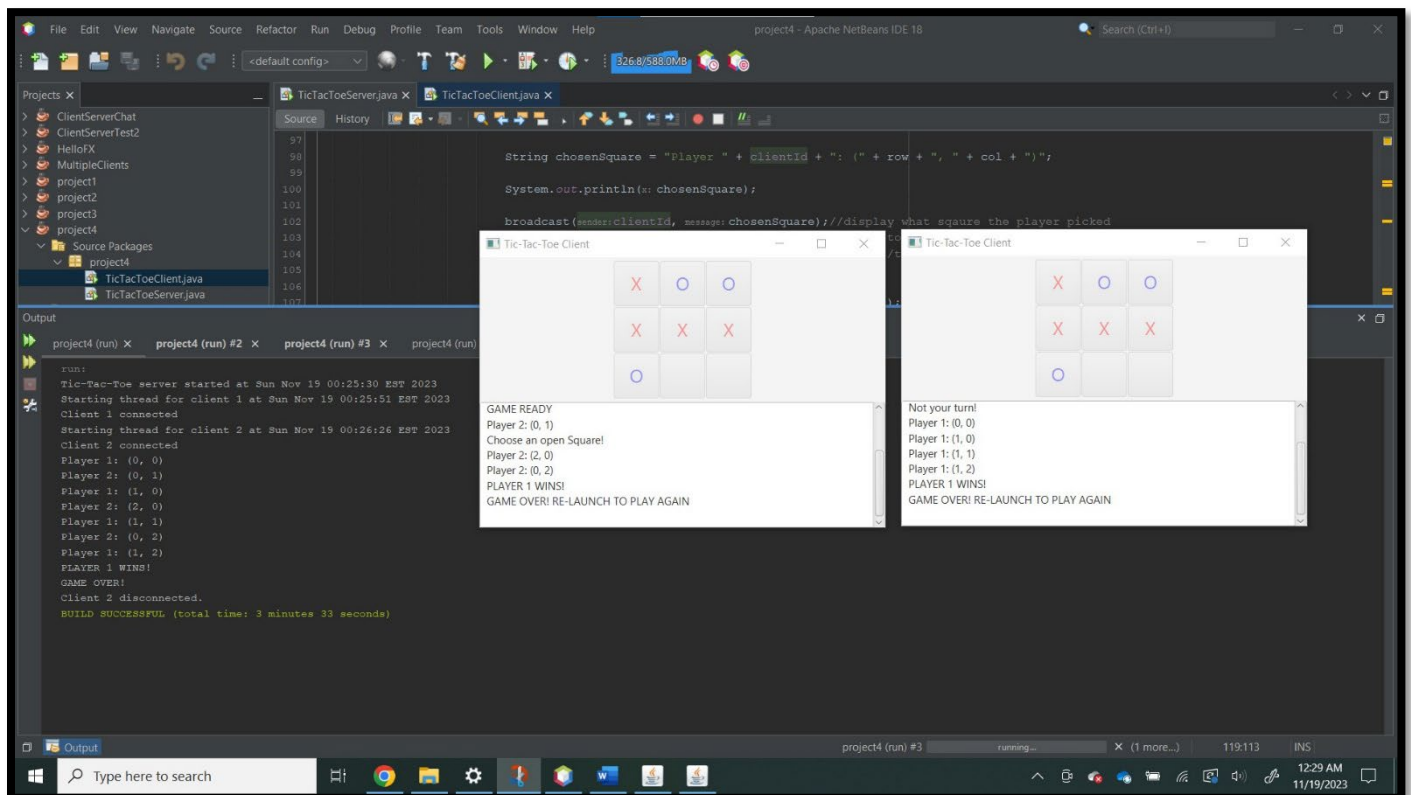 File Edit View Navigate Source Refactor Run Debug Profile Team Tools Window Help project4 - Apache NetBeans IDE 18 Search (Ctrl+I)
<default config> 326.8/588.0MB
Projects TicTacToeServer.java TicTacToeClient.java
Source History
ClientServerChat
ClientServerTest2
HelloFX
MultipleClients
project1
project2
project3
project4
Source Packages
project4
TicTacToeClient.java
TicTacToeServer.java
97
98 String chosenSquare = "Player " + clientId + ": (" + row + ", " + col + ")";
99
100 System.out.println(x: chosenSquare);
101
102 broadcast(sender:clientId, message: chosenSquare);//display what sqaure the player picked
103
104
105
106
107
Output
project4 (run) project4 (run) #2 project4 (run) #3 project4 (run)
run:
Tic-Tac-Toe server started at Sun Nov 19 00:25:30 EST 2023
Starting thread for client 1 at Sun Nov 19 00:25:51 EST 2023
Client 1 connected
Starting thread for client 2 at Sun Nov 19 00:26:26 EST 2023
Client 2 connected
Player 1: (0, 0)
Player 2: (0, 1)
Player 1: (1, 0)
Player 2: (2, 0)
Player 1: (1, 1)
Player 2: (0, 2)
Player 1: (1, 2)
PLAYER 1 WINS!
GAME OVER!
Client 2 disconnected.
BUILD SUCCESSFUL (total time: 3 minutes 33 seconds)
Tic-Tac-Toe Client
X O O
X X X
O
GAME READY
Player 2: (0, 1)
Choose an open Square!
Player 2: (2, 0)
Player 2: (0, 2)
PLAYER 1 WINS!
GAME OVER! RE-LAUNCH TO PLAY AGAIN
Tic-Tac-Toe Client
X O O
X X X
O
Not your turn!
Player 1: (0, 0)
Player 1: (1, 0)
Player 1: (1, 1)
Player 1: (1, 2)
PLAYER 1 WINS!
GAME OVER! RE-LAUNCH TO PLAY AGAIN
Output project4 (run) #3 running... (1 more...) 119:113 INS
Type here to search
12:29 AM
11/19/2023